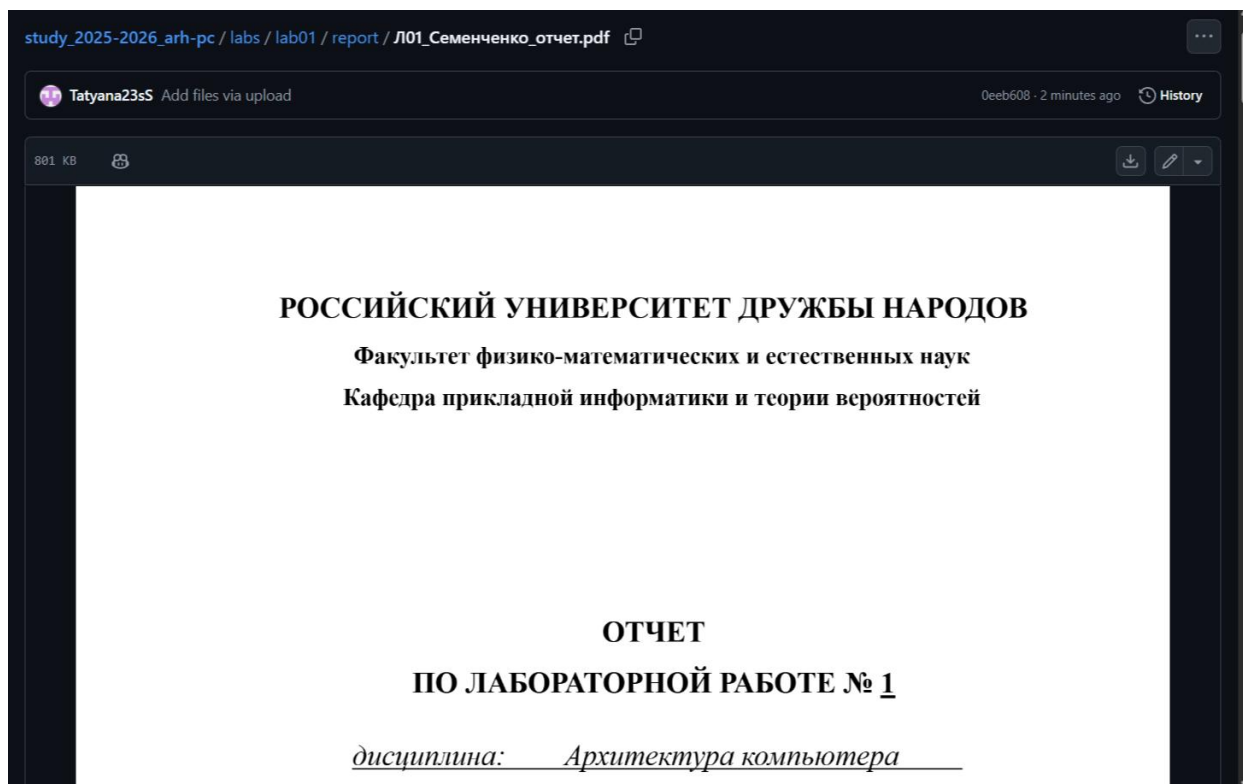 study_2025-2026_arh-pc / labs / lab01 / report / Л01_Семенченко_отчет.pdf
Tatyana23sS Add files via upload 0eeb608 · 2 minutes ago History
801 KB
РОССИЙСКИЙ УНИВЕРСИТЕТ ДРУЖБЫ НАРОДОВ
Факультет физико-математических и естественных наук
Кафедра прикладной информатики и теории вероятностей
ОТЧЕТ
ПО ЛАБОРАТОРНОЙ РАБОТЕ № 1
дисциплина: Архитектура компьютера